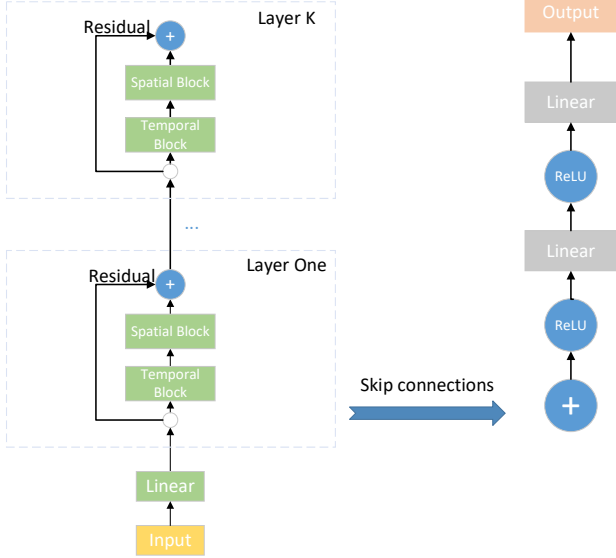 Layer K
Residual
+
Spatial Block
Temporal
Block
...
Layer One
Residual
+
Spatial Block
Temporal
Block
Linear
Input
Skip connections
Output
Linear
ReLU
Linear
ReLU
+